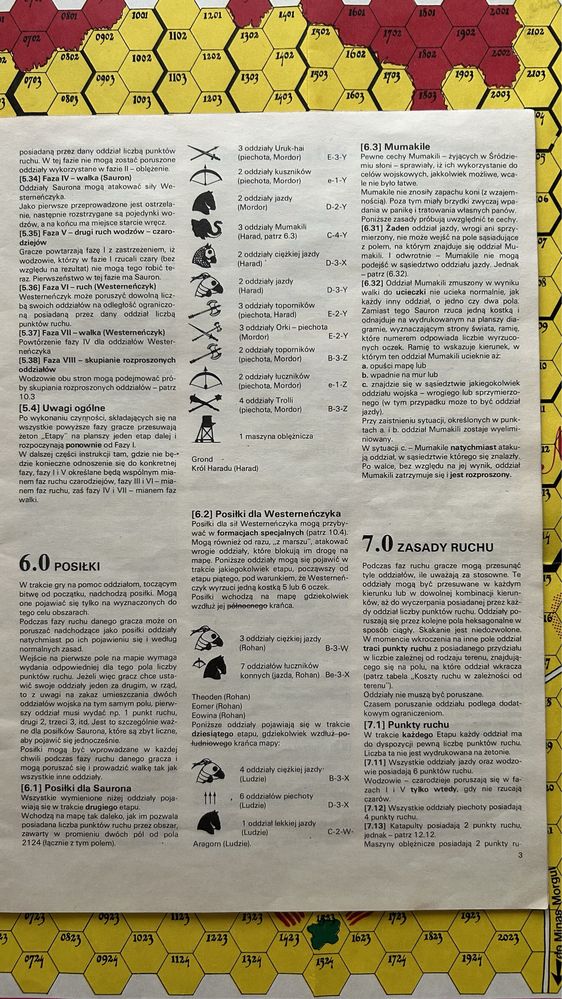 0801
1001
1201
1401
1601
1801
2001
0702
0902
1102
1302
1502
1702
1902
2102
0802
1002
1202
1402
1602
1802
2002
0703
0903
1103
1303
1503
1703
1903
2103
0803
1003
1203
1403
1603
1803
2003
posiadaną przez dany oddział liczbą punktów
ruchu. W tej fazie nie mogą zostać poruszone
oddziały wykorzystane w fazie II – oblężenie.
[5.34] Faza IV – walka (Sauron)
Oddziały Saurona mogą atakować siły We-
sterneńczyka.
Jako pierwsze przeprowadzone jest ostrzela-
nie, następnie rozstrzygane są pojedynki wo-
dzów, a na końcu ma miejsce starcie wręcz.
[5.35] Faza V – drugi ruch wodzów – czaro-
dziejów
Gracze powtarzają fazę I z zastrzeżeniem, iż
wodzowie, którzy w fazie I rzucali czary (bez
względu na rezultat) nie mogą tego robić te-
raz. Pierwszeństwo w tej fazie ma Sauron.
[5.36] Faza VI – ruch (Westerneńczyk)
Westerneńczyk może poruszyć dowolną licz-
bą swoich oddziałów na odległość ograniczo-
ną posiadaną przez dany oddział liczbą
punktów ruchu.
[5.37] Faza VII – walka (Westerneńczyk)
Powtórzenie fazy IV dla oddziałów Wester-
neńczyka
[5.38] Faza VIII – skupianie rozproszonych
oddziałów
Wodzowie obu stron mogą podejmować pró-
by skupiania rozproszonych oddziałów – patrz
10.3
[5.4] Uwagi ogólne
Po wykonaniu czynności, składających się na
wszystkie powyższe fazy gracze przesuwają
żeton „Etapy" na planszy jeden etap dalej i
rozpoczynają ponownie od Fazy I.
W dalszej części instrukcji tam, gdzie nie bę-
dzie konieczne odnoszenie się do konkretnej
fazy, fazy I i V określane będą wspólnym mia-
nem faz ruchu czarodziejów, fazy III i VI – mia-
nem faz ruchu, zaś fazy IV i VII – mianem faz
walki.
6.0 POSIŁKI
W trakcie gry na pomoc oddziałom, toczącym
bitwę od początku, nadchodzą posiłki. Mogą
one pojawiać się tylko na wyznaczonych do
tego celu obszarach.
Podczas fazy ruchu danego gracza może on
poruszać nadchodzące jako posiłki oddziały
natychmiast po ich pojawieniu się i według
normalnych zasad.
Wejście na pierwsze pole na mapie wymaga
wydania odpowiedniej dla tego pola liczby
punktów ruchu. Jeżeli więc gracz chce usta-
wić swoje oddziały jeden za drugim, w rząd,
to z uwagi na zakaz umieszczania dwóch
oddziałów wojska na tym samym polu, pierw-
szy oddział musi wydać np. 1 punkt ruchu,
drugi 2, trzeci 3, itd. Jest to szczególnie waż-
ne dla posiłków Saurona, które są zbyt liczne,
aby pojawić się jednocześnie.
Posiłki mogą być wprowadzane w każdej
chwili podczas fazy ruchu danego gracza i
mogą poruszać się i prowadzić walkę tak jak
wszystkie inne oddziały.
[6.1] Posiłki dla Saurona
Wszystkie wymienione niżej oddziały poja-
wiają się w trakcie drugiego etapu.
Wchodzą na mapę tak daleko, jak im pozwala
posiadana liczba punktów ruchu przez obszar,
zawarty w promieniu dwóch pól od pola
2124 (łącznie z tym polem).
3 oddziały Uruk-hai
(piechota, Mordor) E-3-Y
2 oddziały kuszników
(piechota, Mordor) e-1-Y
2 oddziały jazdy
(Mordor) D-2-Y
3 oddziały Mumakili
(Harad, patrz 6.3) C-4-Y
2 oddziały ciężkiej jazdy
(Harad) D-3-X
2 oddziały jazdy
(Harad) D-3-Y
3 oddziały toporników
(piechota, Harad) E-2-Y
3 oddziały Orki – piechota
(Mordor) E-2-Y
2 oddziały toporników
(piechota, Mordor) B-3-Z
2 oddziały łuczników
(piechota, Mordor) e-1-Z
4 oddziały Trolli
(piechota, Mordor) B-3-Z
1 maszyna oblężnicza
Grond -
Król Haradu (Harad)
[6.2] Posiłki dla Westerneńczyka
Posiłki dla sił Westerneńczyka mogą przyby-
wać w formacjach specjalnych (patrz 10.4).
Mogą również od razu, „z marszu", atakować
wrogie oddziały, które blokują im drogę na
mapę. Poniższe oddziały mogą się pojawić w
trakcie jakiegokolwiek etapu, począwszy od
etapu piątego, pod warunkiem, że Westerneń-
czyk wyrzuci jedną kostką 5 lub 6 oczek.
Posiłki wchodzą na mapę gdziekolwiek
wzdłuż jej północnego krańca.
3 oddziały ciężkiej jazdy
(Rohan) B-3-W
7 oddziałów łuczników
konnych (jazda, Rohan) Be-3-X
Theoden (Rohan)
Eomer (Rohan)
Eowina (Rohan)
Poniższe oddziały pojawiają się w trakcie
dziesiątego etapu, gdziekolwiek wzdłuż po-
łudniowego krańca mapy:
4 oddziały ciężkiej jazdy
(Ludzie) B-3-X
6 oddziałów piechoty
(Ludzie) D-3-X
1 oddział lekkiej jazdy
(Ludzie) C-2-W
Aragorn (Ludzie).
[6.3] Mumakile
Pewne cechy Mumakili – żyjących w Śródzie-
miu słoni – sprawiały, iż ich wykorzystanie do
celów wojskowych, jakkolwiek możliwe, wca-
le nie było łatwe.
Mumakile nie znosiły zapachu koni (z wzajem-
nością). Poza tym miały brzydki zwyczaj wpa-
dania w panikę i tratowania własnych panów.
Poniższe zasady próbują uwzględnić te cechy.
[6.31] Żaden oddział jazdy, wrogi ani sprzy-
mierzony, nie może wejść na pole sąsiadujące
z polem, na którym znajduje się oddział Mu-
makili. I odwrotnie – Mumakile nie mogą
podejść w sąsiedztwo oddziału jazdy. Jednak
– patrz (6.32).
[6.32] Oddział Mumakili zmuszony w wyniku
walki do ucieczki nie ucieka normalnie, jak
każdy inny oddział, o jedno czy dwa pola.
Zamiast tego Sauron rzuca jedną kostką i
odnajduje na wydrukowanym na planszy dia-
gramie, wyznaczającym strony świata, ramię,
które numerem odpowiada liczbie wyrzuco-
nych oczek. Ramię to wskazuje kierunek, w
którym ten oddział Mumakili ucieknie aż:
a. opuści mapę lub
b. wpadnie na mur lub
c. znajdzie się w sąsiedztwie jakiegokolwiek
oddziału wojska – wrogiego lub sprzymierzo-
nego (w tym przypadku może to być oddział
jazdy).
Przy zaistnieniu sytuacji, określonych w punk-
tach a. i b. oddział Mumakili zostaje wyelimi-
nowany.
W sytuacji c. – Mumakile natychmiast ataku-
ją oddział, w sąsiedztwie którego się znalazły.
Po walce, bez względu na jej wynik, oddział
Mumakili zatrzymuje się i jest rozproszony.
7.0 ZASADY RUCHU
Podczas faz ruchu gracze mogą przesunąć
tyle oddziałów, ile uważają za stosowne. Te
oddziały mogą być przesuwane w każdym
kierunku lub w dowolnej kombinacji kierun-
ków, aż do wyczerpania posiadanej przez każ-
dy oddział liczby punktów ruchu. Oddziały po-
ruszają się przez kolejne pola heksagonalne w
sposób ciągły. Skakanie jest niedozwolone.
W momencie wkroczenia na inne pole oddział
traci punkty ruchu z posiadanego przydziału
w liczbie zależnej od rodzaju terenu, znajdują-
cego się na polu, na które oddział wkracza
(patrz tabela „Koszty ruchu w zależności od
terenu").
Oddziały nie muszą być poruszane.
Czasem poruszanie oddziału podlega dodat-
kowym ograniczeniom.
[7.1] Punkty ruchu
W trakcie każdego Etapu każdy oddział ma
do dyspozycji pewną liczbę punktów ruchu.
Liczba ta nie jest wydrukowana na żetonie.
[7.11] Wszystkie oddziały jazdy oraz wodzo-
wie posiadają 6 punktów ruchu.
Wodzowie – czarodzieje poruszają się w fa-
zach I i V tylko wtedy, gdy nie rzucają
czarów.
[7.12] Wszystkie oddziały piechoty posiadają
4 punkty ruchu.
[7.13] Katapulty posiadają 2 punkty ruchu,
jednak – patrz 12.12.
Maszyny oblężnicze posiadają 2 punkty ru-
3
do Minas Morgul
0723
0923
1123
1323
1523
1723
1923
0823
1023
1223
1423
1623
1823
2023
0724
0924
1124
1324
1524
1724
1924